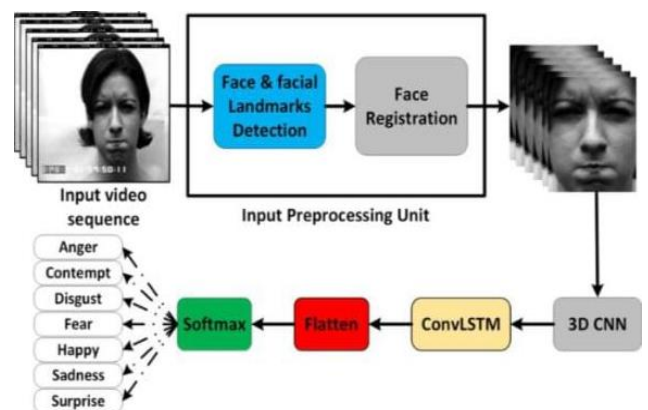 Face & facial
Landmarks
Detection
Face
Registration
Input video
sequence
Input Preprocessing Unit
Anger
Contempt
Disgust
Fear
Happy
Sadness
Surprise
Softmax
Flatten
ConvLSTM
3D CNN